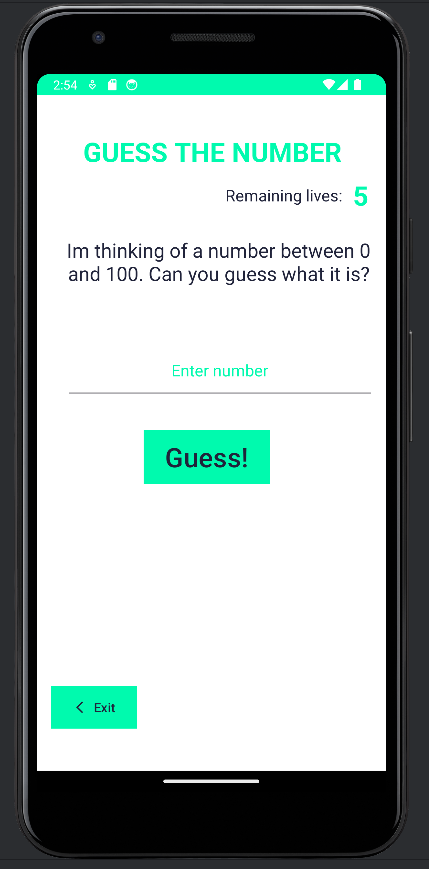 2:54
GUESS THE NUMBER
Remaining lives: 5
Im thinking of a number between 0
and 100. Can you guess what it is?
Enter number
Guess!
Exit